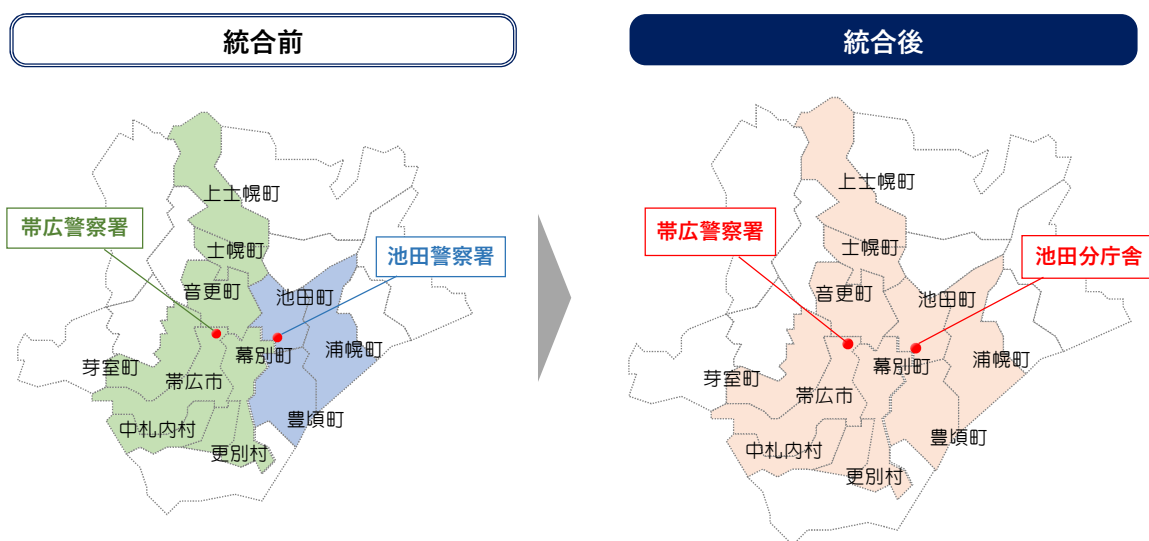 統合前
上士幌町
帯広警察署
士幌町
池田警察署
音更町
池田町
幕別町
浦幌町
芽室町
帯広市
豊頃町
中札内村
更別村
統合後
上士幌町
帯広警察署
士幌町
池田分庁舎
音更町
池田町
幕別町
浦幌町
芽室町
帯広市
豊頃町
中札内村
更別村